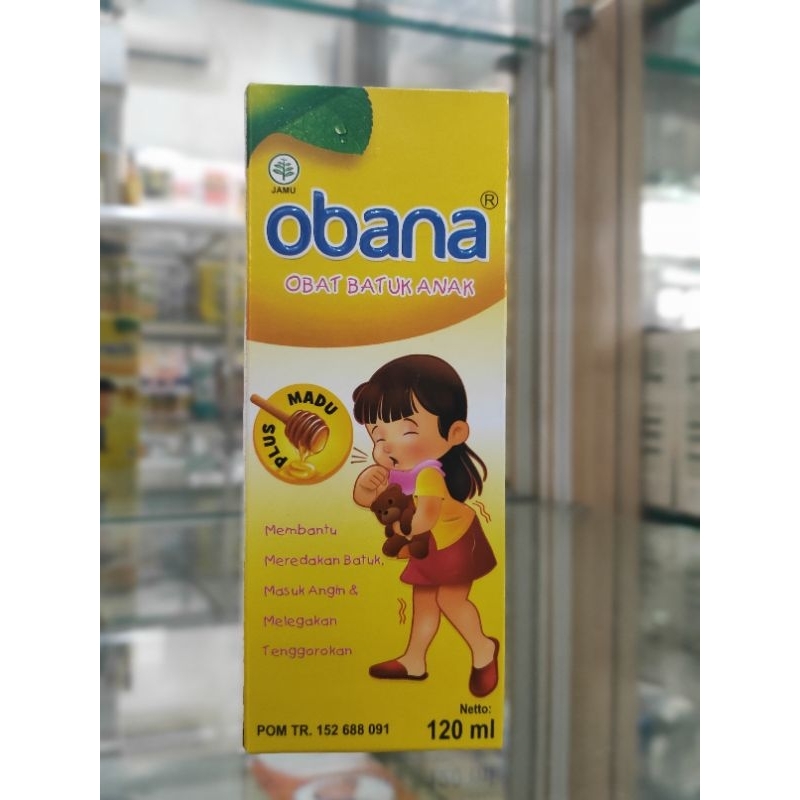 JAMU
obana®
OBAT BATUK ANAK
PLUS MADU
Membantu
Meredakan Batuk,
Masuk Angin &
Melegakan
Tenggorokan
Netto:
POM TR. 152 688 091
120 ml